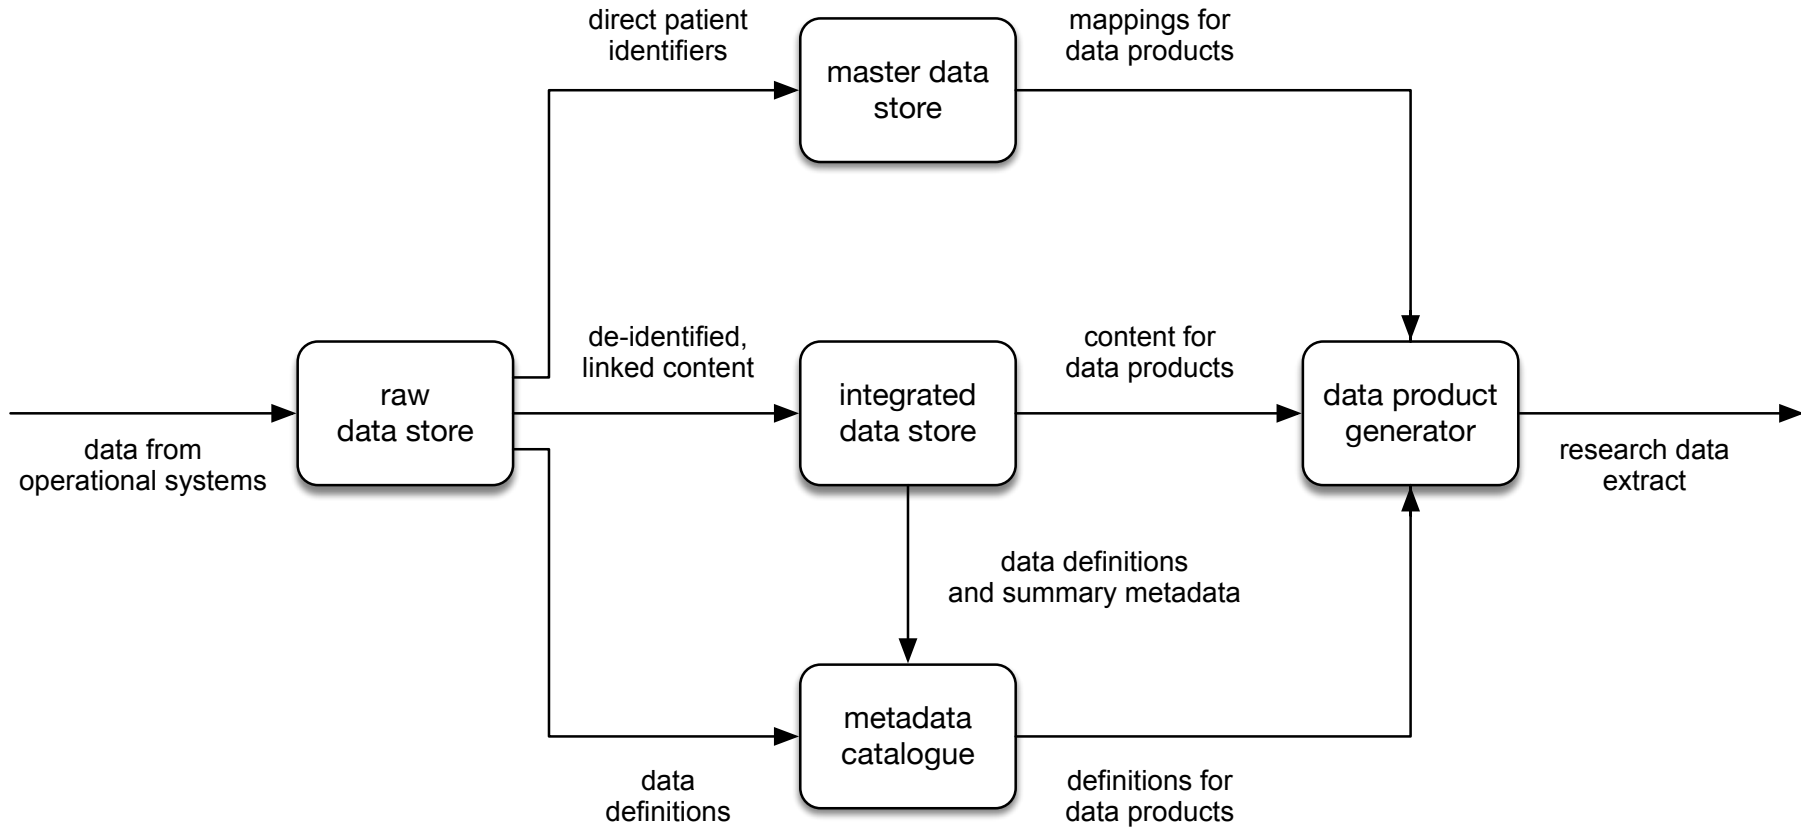 direct patient
identifiers
mappings for
data products
master data
store
de-identified,
linked content
content for
data products
raw
data store
integrated
data store
data product
generator
data from
operational systems
research data
extract
data definitions
and summary metadata
metadata
catalogue
data
definitions
definitions for
data products